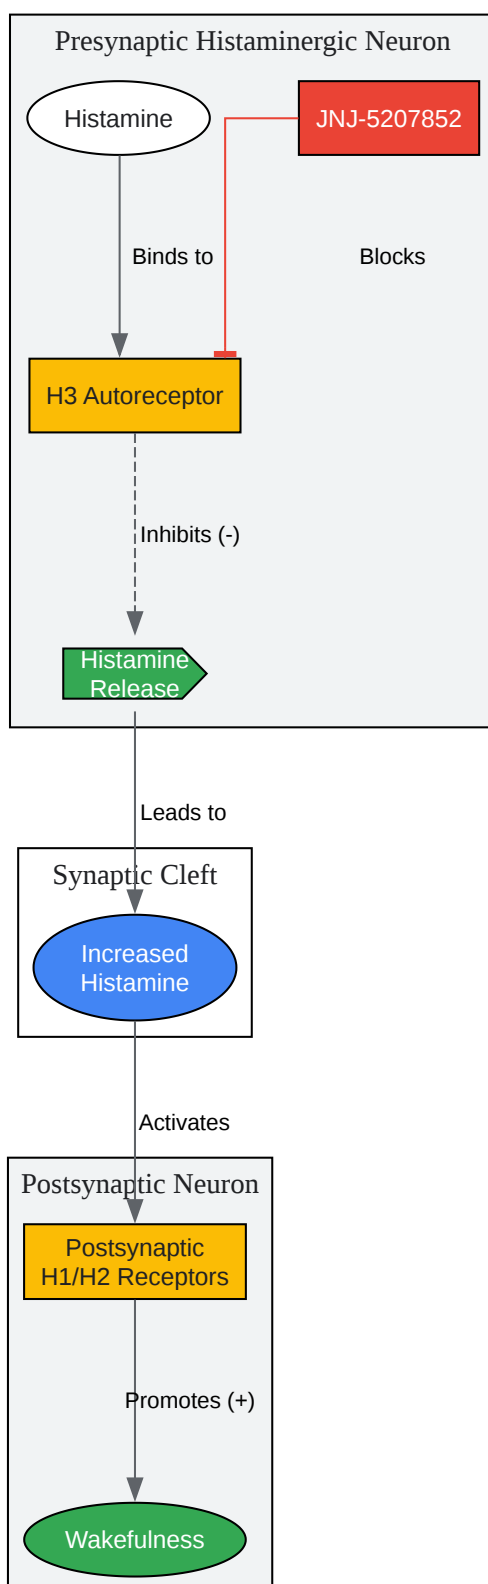 Presynaptic Histaminergic Neuron
Histamine
JNJ-5207852
Binds to
Blocks
H3 Autoreceptor
Inhibits (-)
Histamine
Release
Leads to
Synaptic Cleft
Increased
Histamine
Activates
Postsynaptic Neuron
Postsynaptic
H1/H2 Receptors
Promotes (+)
Wakefulness